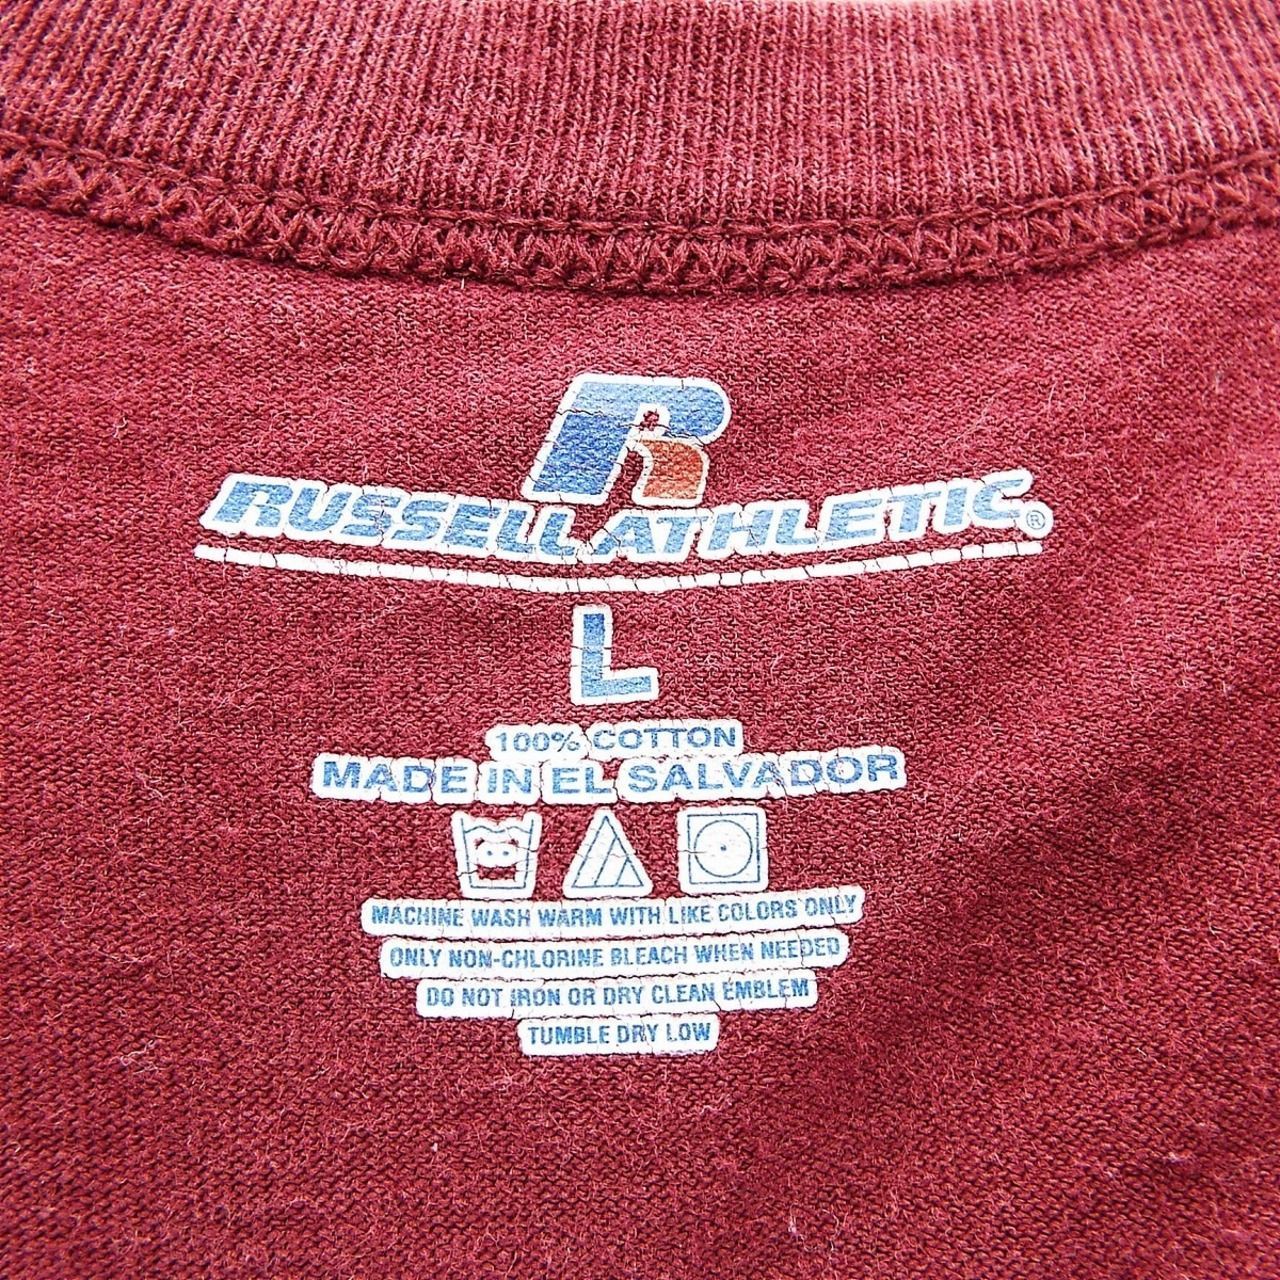 R
RUSSELL ATHLETIC®
L
100% COTTON
MADE IN EL SALVADOR
MACHINE WASH WARM WITH LIKE COLORS ONLY
ONLY NON-CHLORINE BLEACH WHEN NEEDED
DO NOT IRON OR DRY CLEAN EMBLEM
TUMBLE DRY LOW